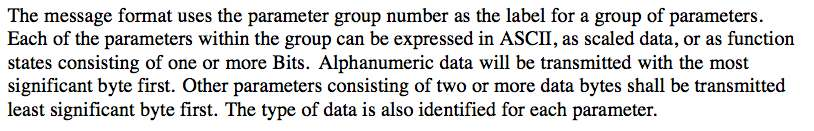 The message format uses the parameter group number as the label for a group of parameters.
Each of the parameters within the group can be expressed in ASCII, as scaled data, or as function
states consisting of one or more Bits. Alphanumeric data will be transmitted with the most
significant byte first. Other parameters consisting of two or more data bytes shall be transmitted
least significant byte first. The type of data is also identified for each parameter.